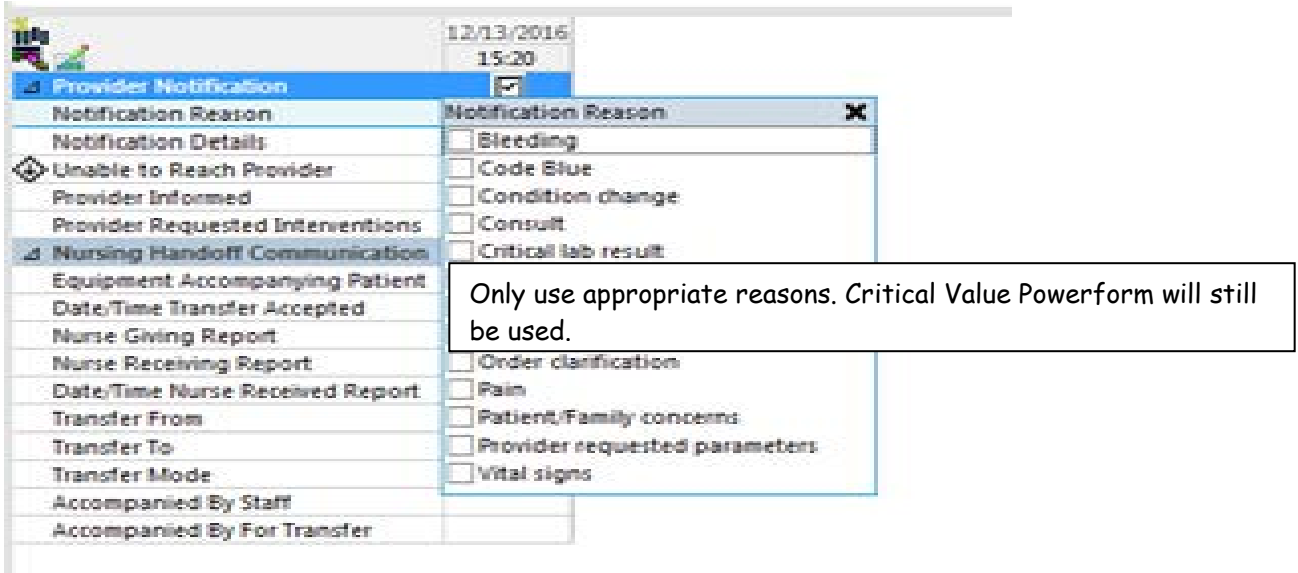 12/13/2016
15:20
Provider Notification
Notification Reason
Notification Details
Unable to Reach Provider
Provider Informed
Provider Requested Interventions
Nursing Handoff Communication
Equipment Accompanying Patient
Date/Time Transfer Accepted
Nurse Giving Report
Nurse Receiving Report
Date/Time Nurse Received Report
Transfer From
Transfer To
Transfer Mode
Accompanied By Staff
Accompanied By For Transfer
Notification Reason
Bleeding
Code Blue
Condition change
Consult
Critical lab result
Only use appropriate reasons. Critical Value Powerform will still
be used.
Order clarification
Pain
Patient/Family concerns
Provider requested parameters
Vital signs